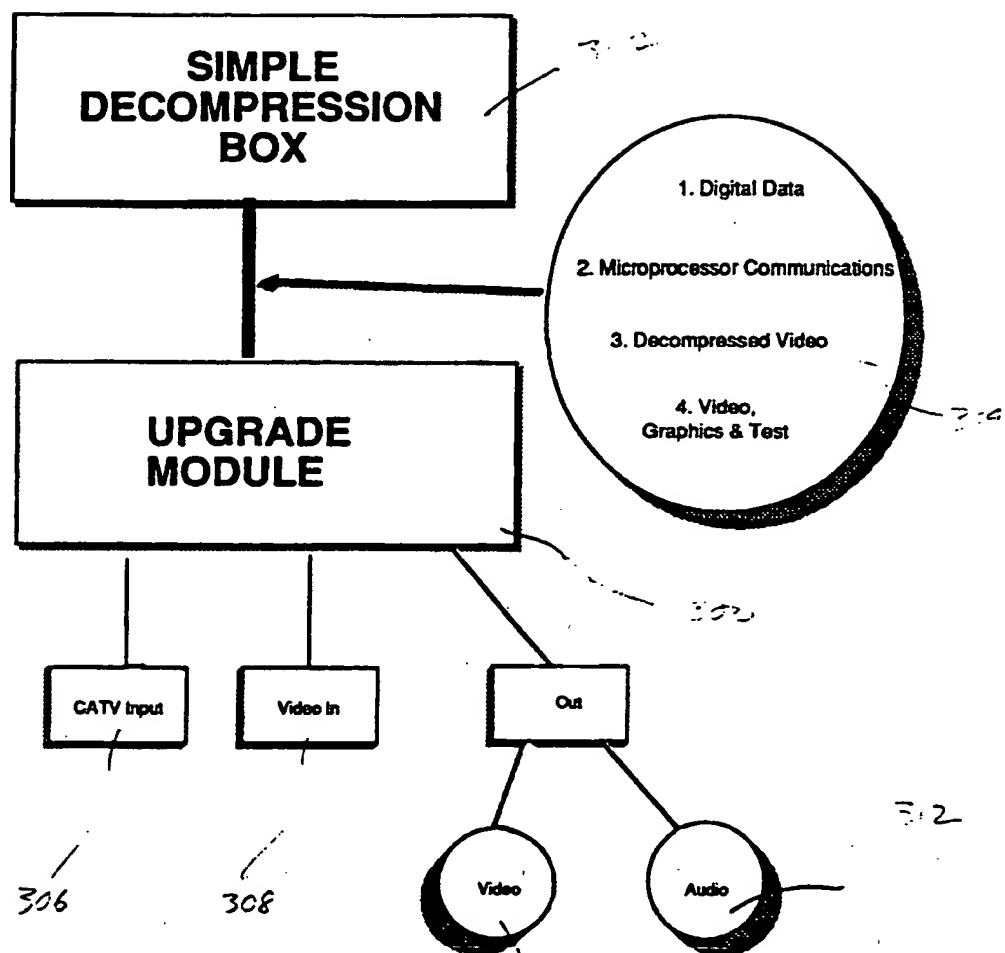 SIMPLE
DECOMPRESSION
BOX
1. Digital Data
2. Microprocessor Communications
3. Decompressed Video
4. Video,
Graphics & Test
UPGRADE
MODULE
CATV Input
Video In
Out
Video
Audio
306
308